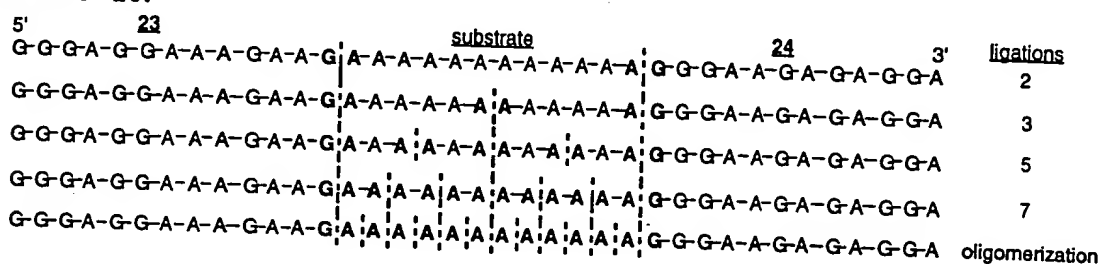 5' 23 substrate 24 3' ligations
G-G-G-A-G-G-A-A-A-G-A-A-G¦A-A-A-A-A-A-A-A-A-A-A-A¦G-G-G-A-A-G-A-G-A-G-G-A 2
G-G-G-A-G-G-A-A-A-G-A-A-G¦A-A-A-A-A-A¦A-A-A-A-A-A¦G-G-G-A-A-G-A-G-A-G-G-A 3
G-G-G-A-G-G-A-A-A-G-A-A-G¦A-A-A¦A-A-A¦A-A-A¦A-A-A¦G-G-G-A-A-G-A-G-A-G-G-A 5
G-G-G-A-G-G-A-A-A-G-A-A-G¦A-A¦A-A¦A-A¦A-A¦A-A¦A-A¦G-G-G-A-A-G-A-G-A-G-G-A 7
G-G-G-A-G-G-A-A-A-G-A-A-G¦A¦A¦A¦A¦A¦A¦A¦A¦A¦A¦A¦A¦G-G-G-A-A-G-A-G-A-G-G-A oligomerization